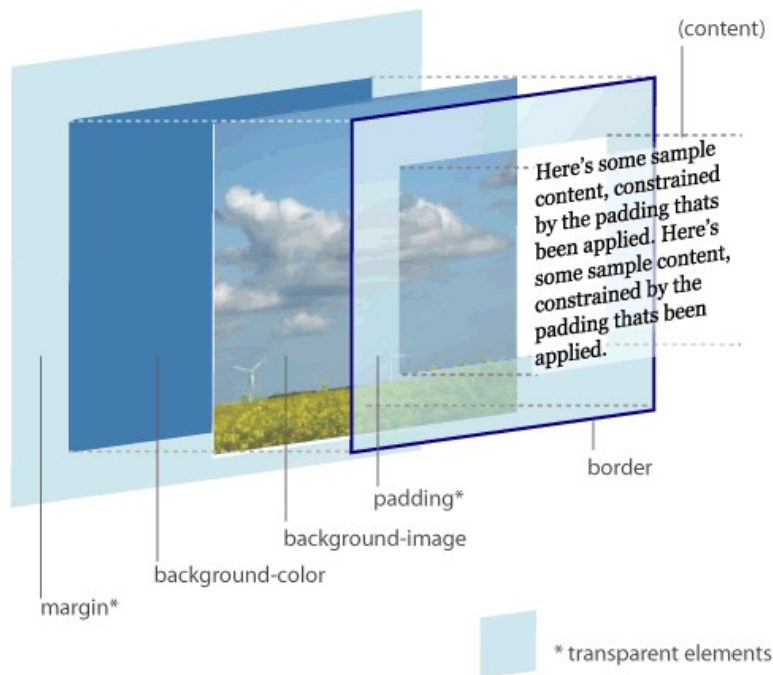 (content)
Here's some sample
content, constrained
by the padding thats
been applied. Here's
some sample content,
constrained by the
padding thats been
applied.
border
padding*
background-image
background-color
margin*
* transparent elements